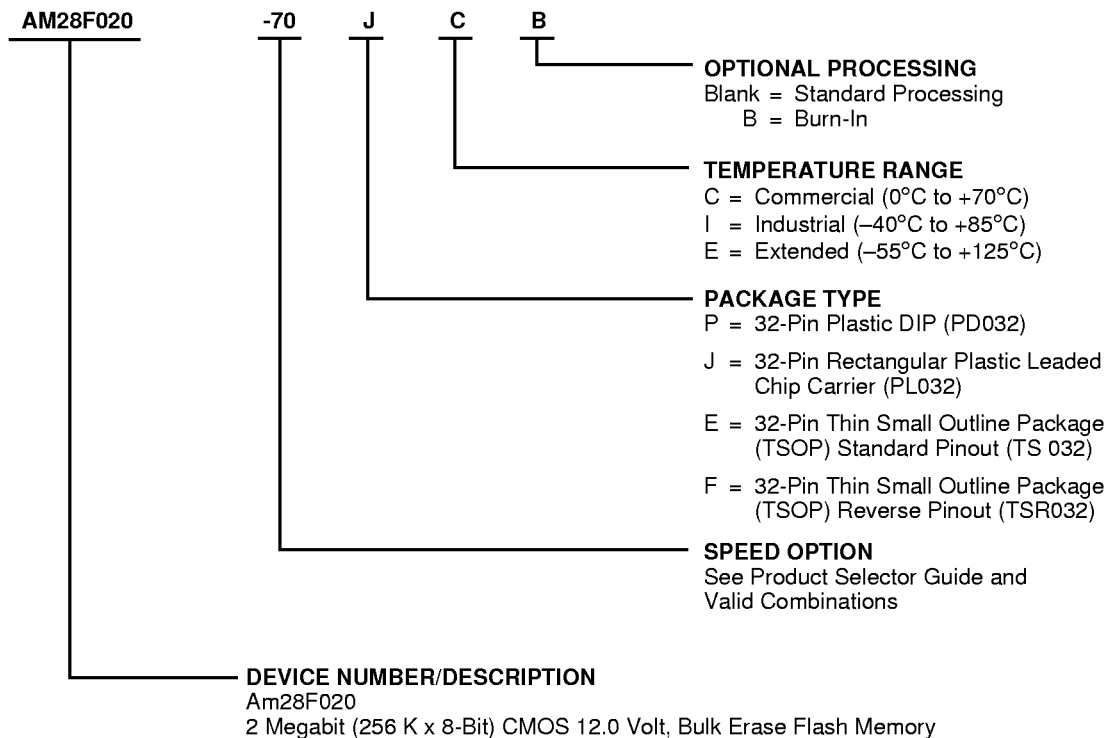 AM28F020 -70 J C B
OPTIONAL PROCESSING
Blank = Standard Processing
B = Burn-In
TEMPERATURE RANGE
C = Commercial (0°C to +70°C)
I = Industrial (–40°C to +85°C)
E = Extended (–55°C to +125°C)
PACKAGE TYPE
P = 32-Pin Plastic DIP (PD032)
J = 32-Pin Rectangular Plastic Leaded
Chip Carrier (PL032)
E = 32-Pin Thin Small Outline Package
(TSOP) Standard Pinout (TS 032)
F = 32-Pin Thin Small Outline Package
(TSOP) Reverse Pinout (TSR032)
SPEED OPTION
See Product Selector Guide and
Valid Combinations
DEVICE NUMBER/DESCRIPTION
Am28F020
2 Megabit (256 K x 8-Bit) CMOS 12.0 Volt, Bulk Erase Flash Memory